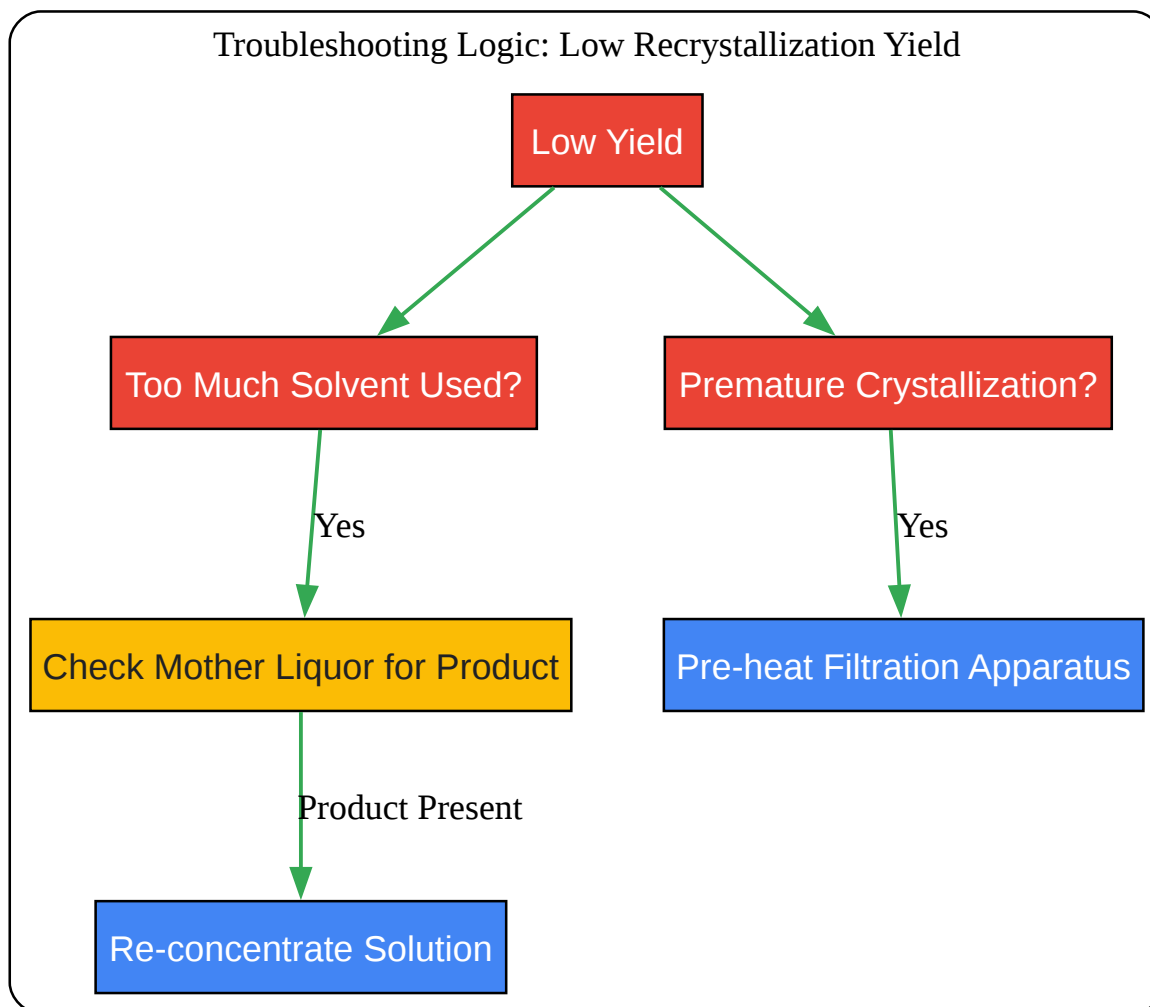 Troubleshooting Logic: Low Recrystallization Yield
Low Yield
Too Much Solvent Used?
Premature Crystallization?
Yes
Yes
Check Mother Liquor for Product
Pre-heat Filtration Apparatus
Product Present
Re-concentrate Solution